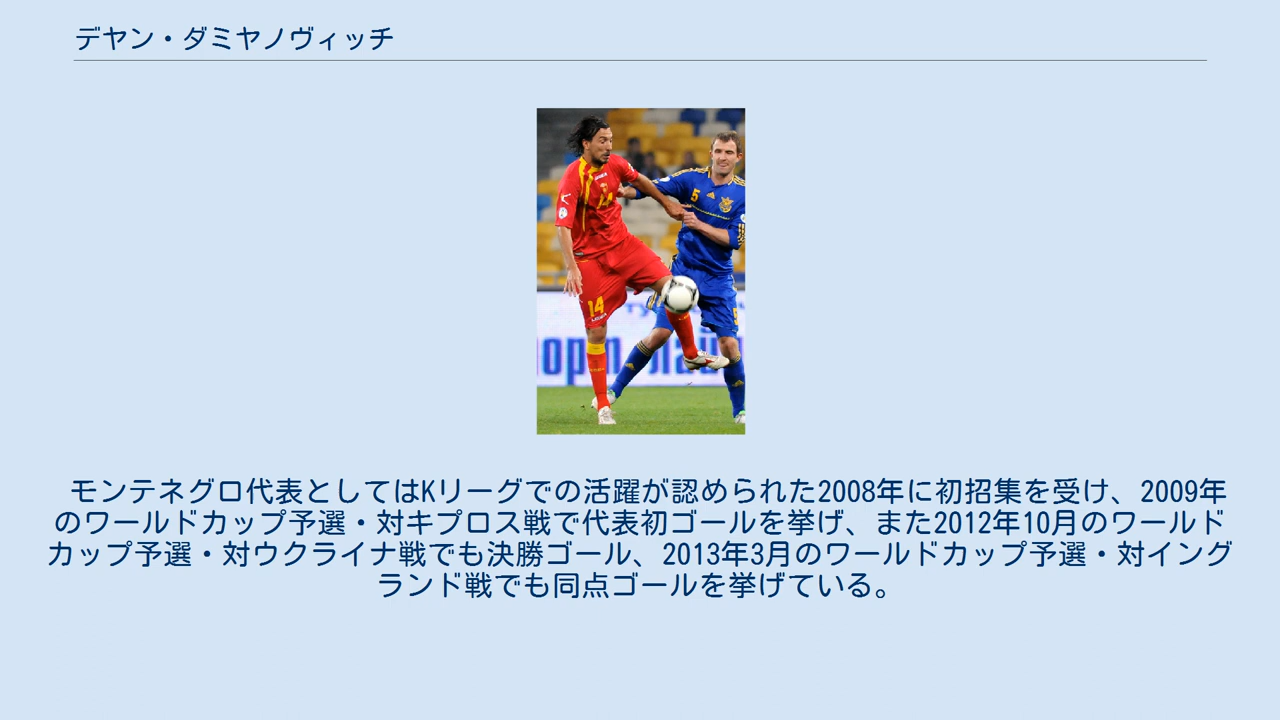 デヤン・ダミヤノヴィッチ
14
14
5
орт лай
モンテネグロ代表としてはKリーグでの活躍が認められた2008年に初招集を受け、2009年
のワールドカップ予選・対キプロス戦で代表初ゴールを挙げ、また2012年10月のワールド
カップ予選・対ウクライナ戦でも決勝ゴール、2013年3月のワールドカップ予選・対イング
ランド戦でも同点ゴールを挙げている。